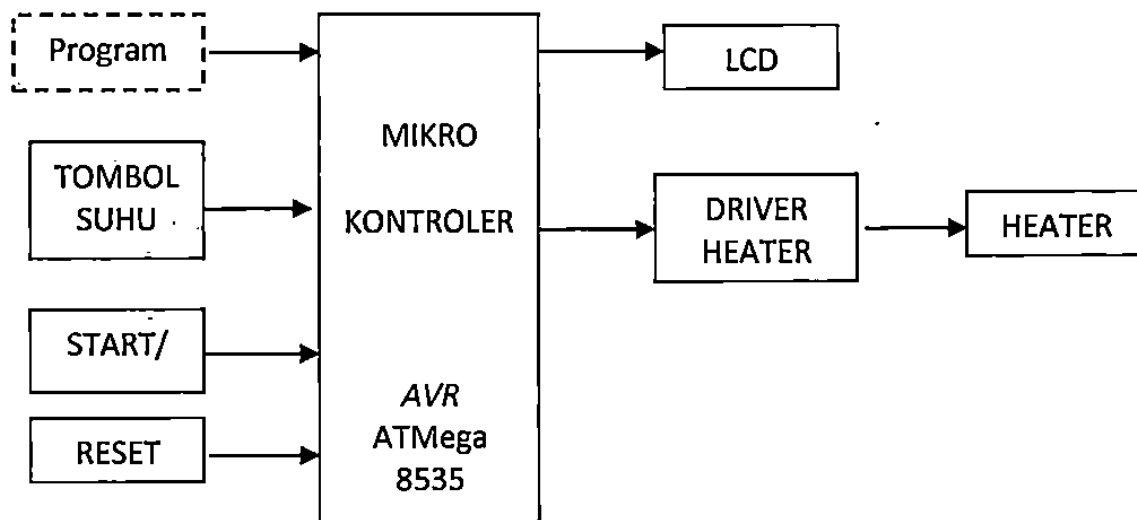 Program
LCD
MIKRO
TOMBOL
SUHU
KONTROLER
DRIVER
HEATER
HEATER
START/
AVR
ATMega
8535
RESET